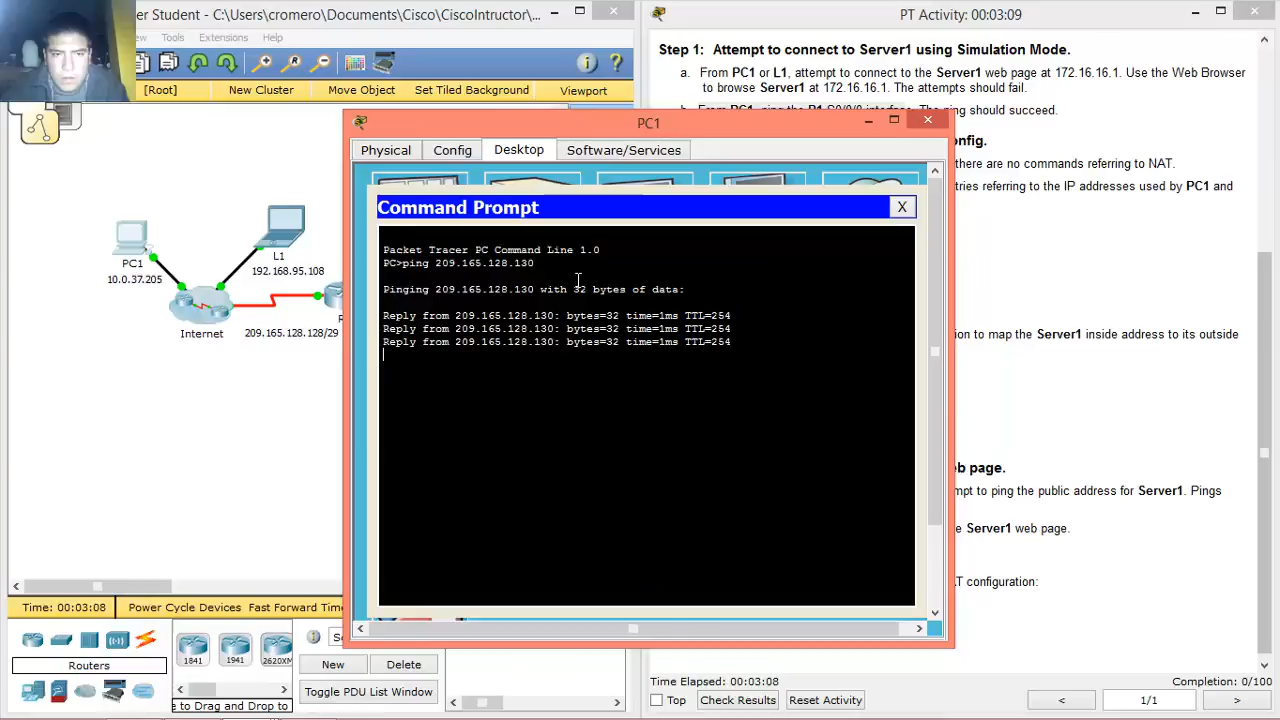 er Student - C:\Users\cromero\Documents\Cisco\CiscoIntructor\
Tools Extensions Help
[Root] New Cluster Move Object Set Tiled Background Viewport
PC1
10.0.37.205
L1
192.168.95.108
Internet
209.165.128.128/29
Time: 00:03:08 Power Cycle Devices Fast Forward Time
Routers
1841 1941 2620XM
New Delete
Toggle PDU List Window
e to Drag and Drop to
PC1
Physical Config Desktop Software/Services
Command Prompt X
Packet Tracer PC Command Line 1.0
PC>ping 209.165.128.130
Pinging 209.165.128.130 with 32 bytes of data:
Reply from 209.165.128.130: bytes=32 time=1ms TTL=254
Reply from 209.165.128.130: bytes=32 time=1ms TTL=254
Reply from 209.165.128.130: bytes=32 time=1ms TTL=254
PT Activity: 00:03:09
Step 1: Attempt to connect to Server1 using Simulation Mode.
a. From PC1 or L1, attempt to connect to the Server1 web page at 172.16.16.1. Use the Web Browser
to browse Server1 at 172.16.16.1. The attempts should fail.
The ping should succeed.
onfig.
there are no commands referring to NAT.
tries referring to the IP addresses used by PC1 and
ion to map the Server1 inside address to its outside
eb page.
mpt to ping the public address for Server1. Pings
e Server1 web page.
AT configuration:
Time Elapsed: 00:03:08 Completion: 0/100
Top Check Results Reset Activity < 1/1 >